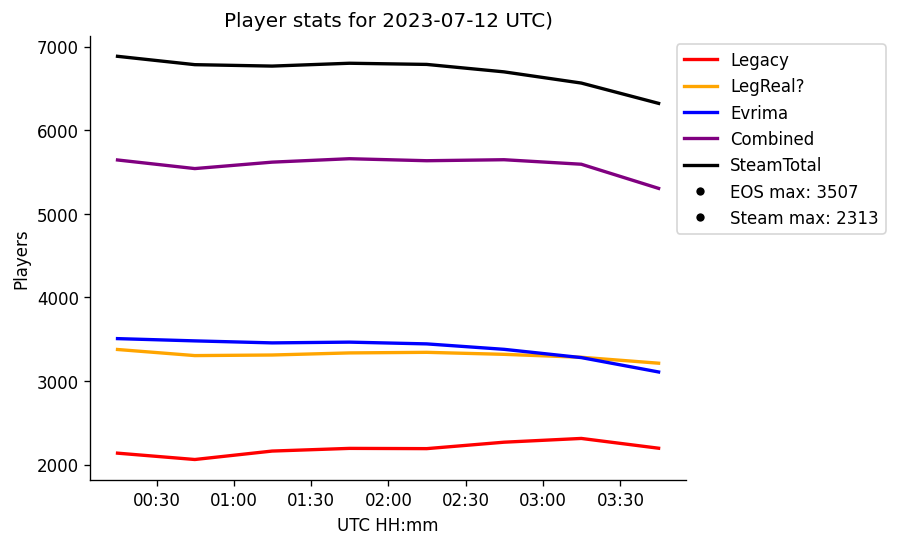 Player stats for 2023-07-12 UTC)
7000
6000
5000
4000
3000
2000
Players
00:30 01:00 01:30 02:00 02:30 03:00 03:30
UTC HH:mm
Legacy
LegReal?
Evrima
Combined
SteamTotal
EOS max: 3507
Steam max: 2313